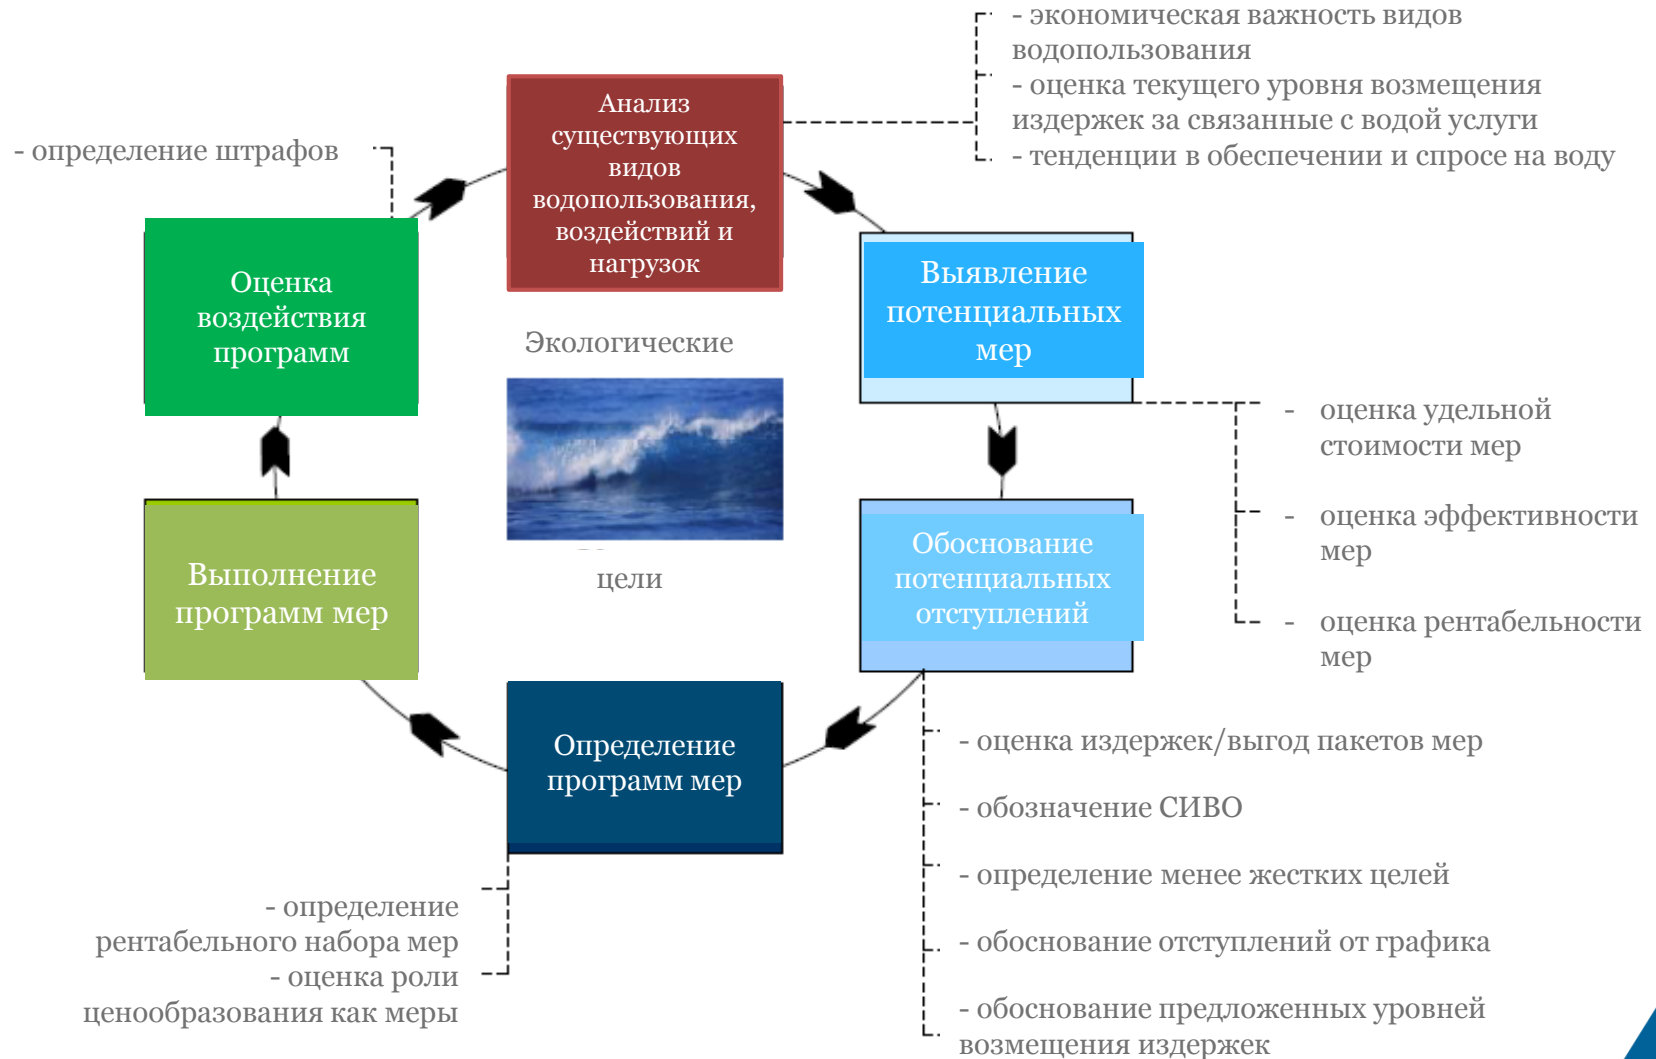 - экономическая важность видов
водопользования
- оценка текущего уровня возмещения
издержек за связанные с водой услуги
- тенденции в обеспечении и спросе на воду
Анализ
существующих
видов
водопользования,
воздействий и
нагрузок
- определение штрафов
Оценка
воздействия
программ
Выявление
потенциальных
мер
Экологические
цели
- оценка удельной
стоимости мер
- оценка эффективности
мер
- оценка рентабельности
мер
Выполнение
программ мер
Обоснование
потенциальных
отступлений
Определение
программ мер
- оценка издержек/выгод пакетов мер
- обозначение СИВО
- определение менее жестких целей
- обоснование отступлений от графика
- обоснование предложенных уровней
возмещения издержек
- определение
рентабельного набора мер
- оценка роли
ценообразования как меры